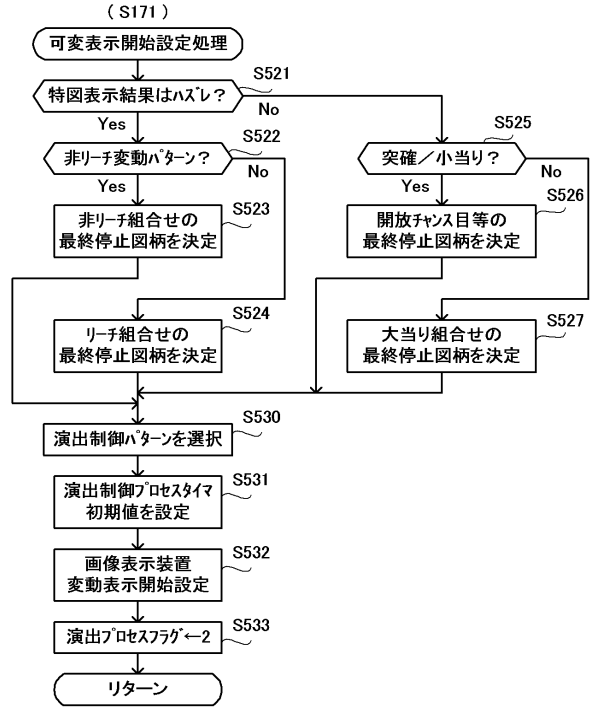 (S171)
可変表示開始設定処理
S521
特図表示結果はﾊｽﾞﾚ?
No
Yes
S522
非リーチ変動ﾊﾟﾀｰﾝ?
No
Yes
S525
突確／小当り?
No
Yes
S523
非リーチ組合せの
最終停止図柄を決定
S526
開放チャンス目等の
最終停止図柄を決定
S524
ﾘｰﾁ組合せの
最終停止図柄を決定
S527
大当り組合せの
最終停止図柄を決定
S530
演出制御ﾊﾟﾀｰﾝを選択
S531
演出制御ﾌﾟﾛｾｽﾀｲﾏ
初期値を設定
S532
画像表示装置
変動表示開始設定
S533
演出ﾌﾟﾛｾｽﾌﾗｸﾞ←2
リターン